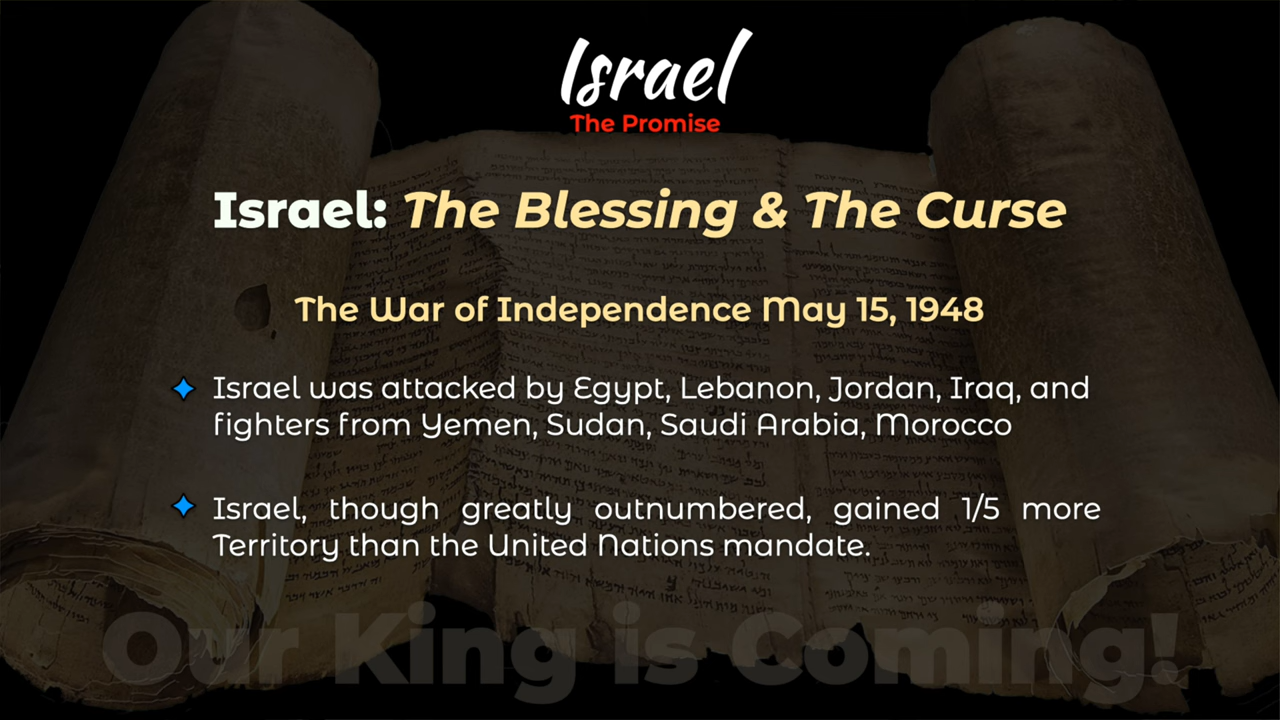 Israel
The Promise
Israel: The Blessing & The Curse
The War of Independence May 15, 1948
Israel was attacked by Egypt, Lebanon, Jordan, Iraq, and
fighters from Yemen, Sudan, Saudi Arabia, Morocco
Israel, though greatly outnumbered, gained 1/5 more
Territory than the United Nations mandate.
Our King is Coming!